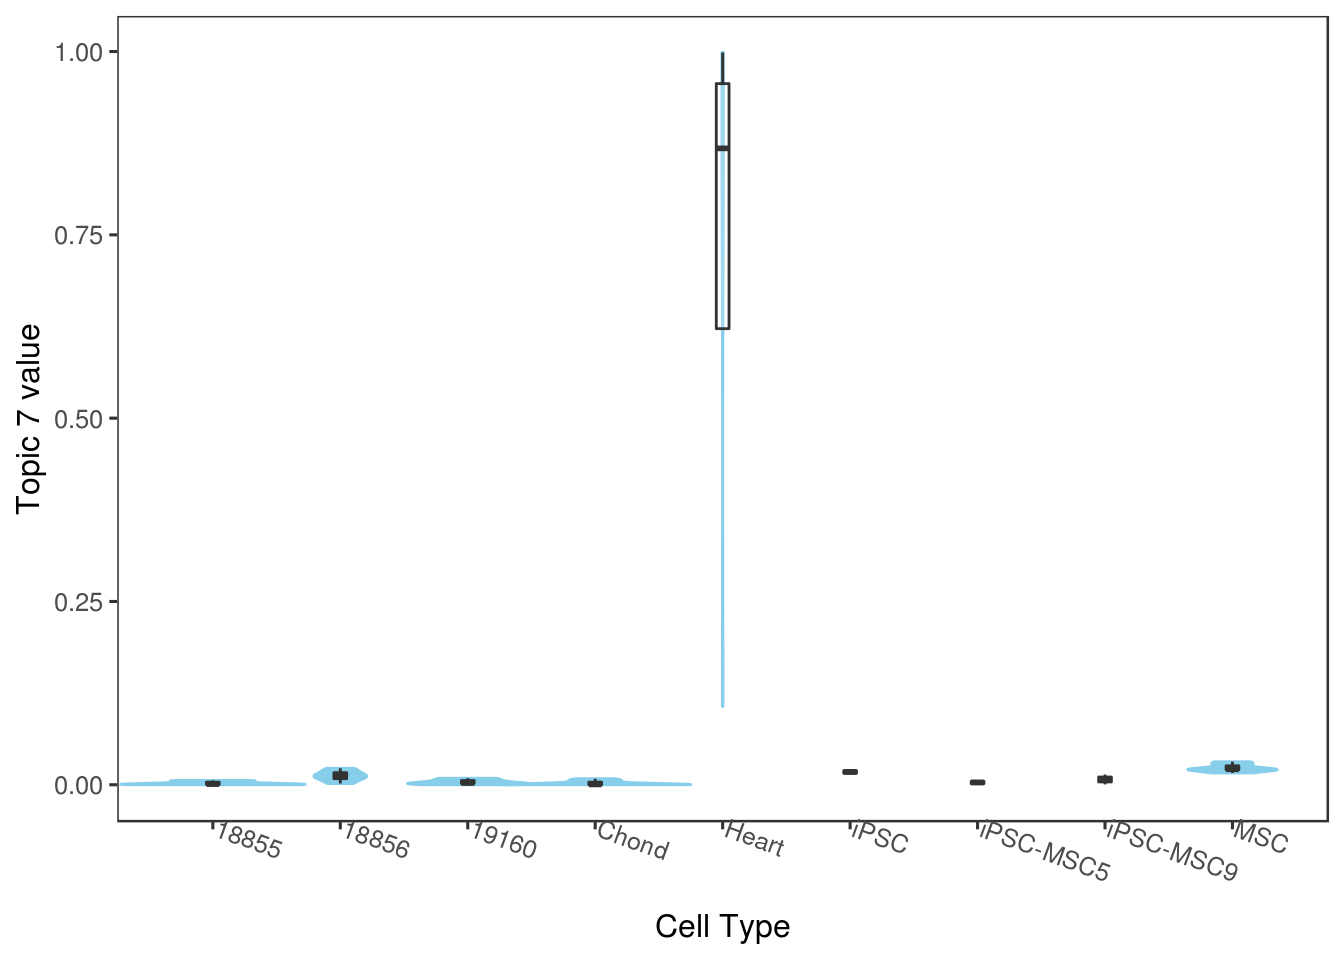 1.00
0.75
0.50
0.25
0.00
Topic 7 value
18855
18856
19160
Chond
Heart
iPSC
iPSC-MSC5
iPSC-MSC9
MSC
Cell Type